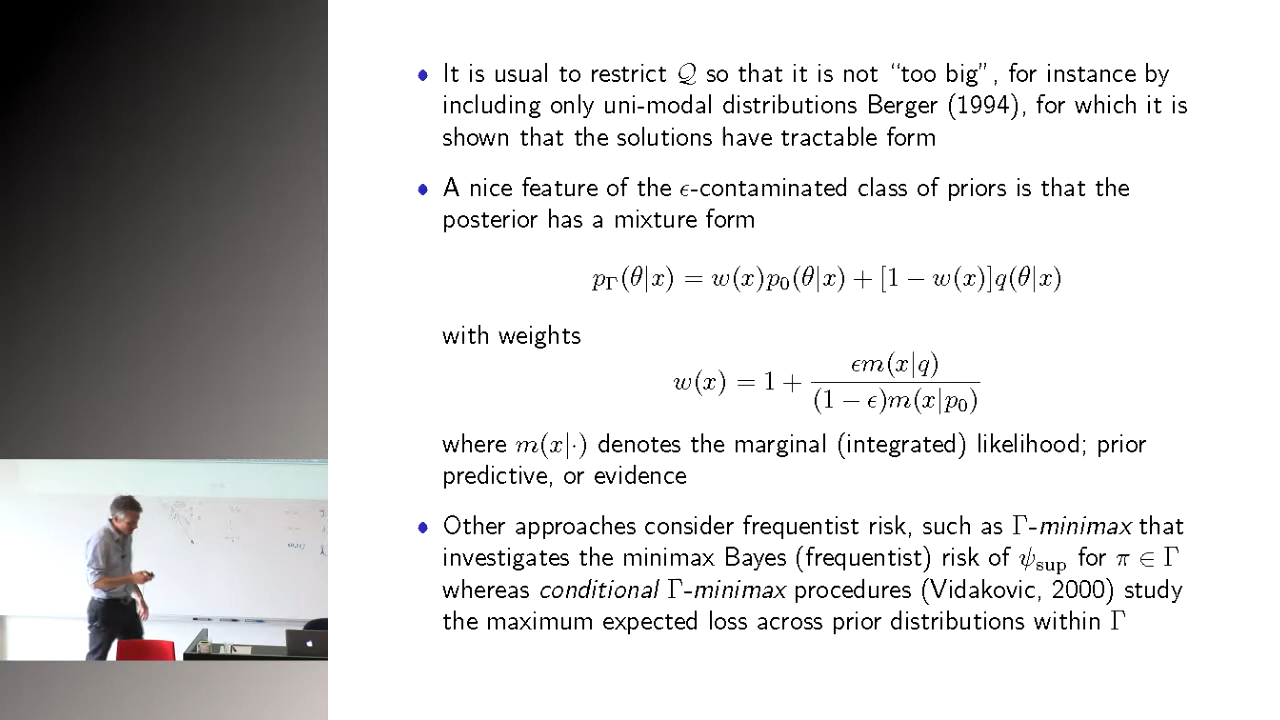 It is usual to restrict 𝒬 so that it is not “too big”, for instance by
including only uni-modal distributions Berger (1994), for which it is
shown that the solutions have tractable form
A nice feature of the ϵ-contaminated class of priors is that the
posterior has a mixture form
p_Γ(θ|x) = w(x)p₀(θ|x) + [1 − w(x)]q(θ|x)
with weights
w(x) = 1 + ϵm(x|q) / (1 − ϵ)m(x|p₀)
where m(x|·) denotes the marginal (integrated) likelihood; prior
predictive, or evidence
Other approaches consider frequentist risk, such as Γ-minimax that
investigates the minimax Bayes (frequentist) risk of ψ_sup for π ∈ Γ
whereas conditional Γ-minimax procedures (Vidakovic, 2000) study
the maximum expected loss across prior distributions within Γ